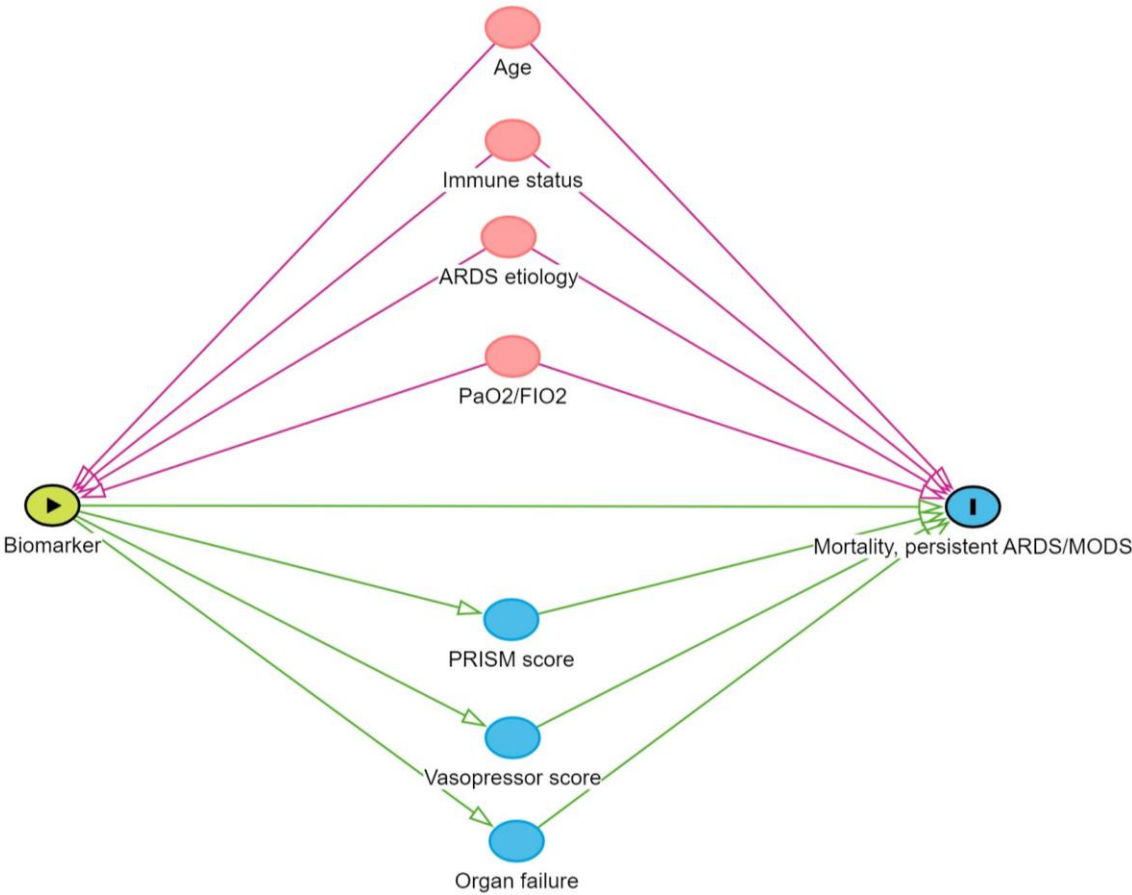 Age
Immune status
ARDS etiology
PaO2/FIO2
Biomarker
Mortality, persistent ARDS/MODS
PRISM score
Vasopressor score
Organ failure